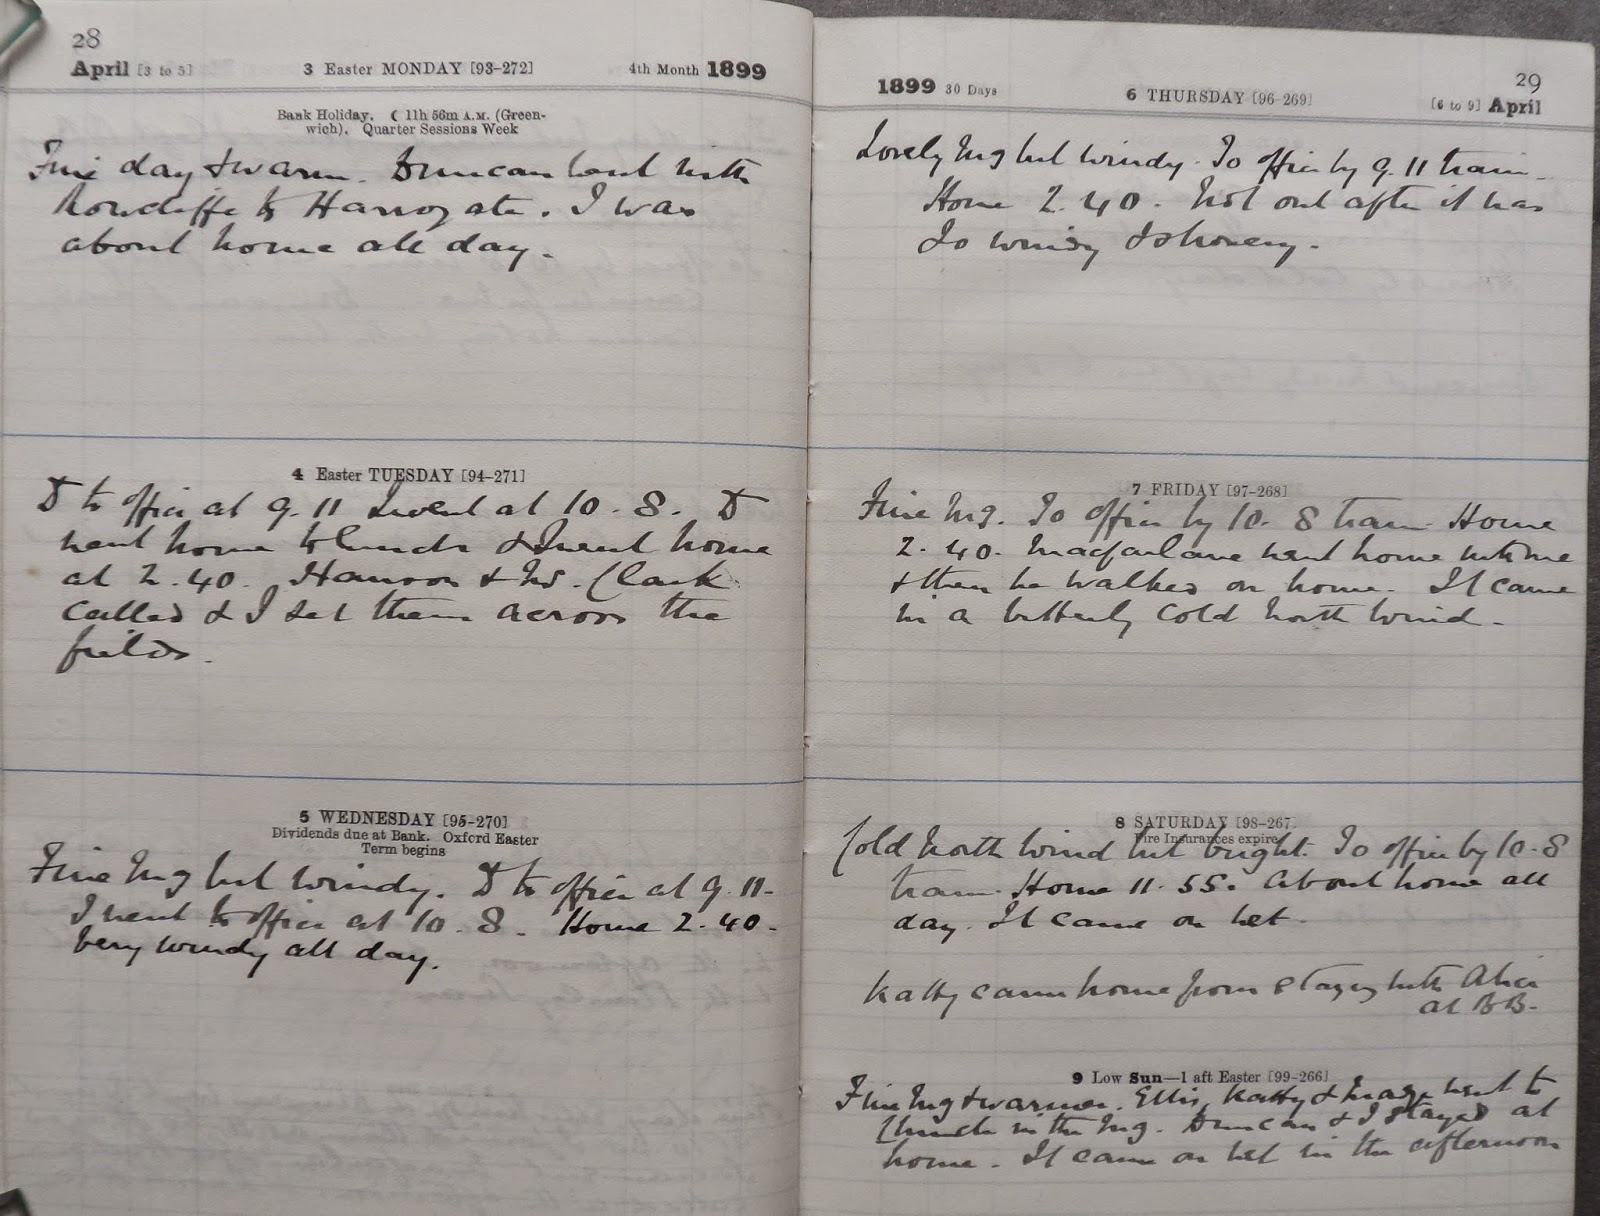 28
April [3 to 5] 3 Easter MONDAY [93-272] 4th Month 1899
Bank Holiday. ☾ 11h 56m A.M. (Green-
wich). Quarter Sessions Week
Fine day & warm. Duncan went with
Rowcliffe to Harrogate. I was
about home all day.
4 Easter TUESDAY [94-271]
D to office at 9.11 I went at 10.8. D
went home to lunch & I went home
at 2.40. & Mrs. Clark
called & I set them across the
fields.
5 WEDNESDAY [95-270]
Dividends due at Bank. Oxford Easter
Term begins
Fine Mg but windy. D to office at 9.11-
I went to office at 10.8. Home 2.40-
Very windy all day.
1899 30 Days 6 THURSDAY [96-269] [6 to 9] April
29
Lovely Mg but windy. To office by 9.11 train-
Home 2.40. Not out after it was
so windy & showery.
7 FRIDAY [97-268]
Fine Mg. To office by 10.8 train Home
2.40. Macfarlane went home with me
& then he walked on home. It came
in a bitterly cold North wind.
8 SATURDAY [98-267]
Fire Insurances expire
Cold North wind but bright. To office by 10.8
train. Home 11.55. About home all
day. It came on wet.
Katty came home from staying with Alice
at BB.
9 Low Sun—1 aft Easter [99-266]
Fine Mg & warmer. Ellis, Katty & went to
Church in the Mg. Duncan & I stayed at
home. It came on wet in the afternoon